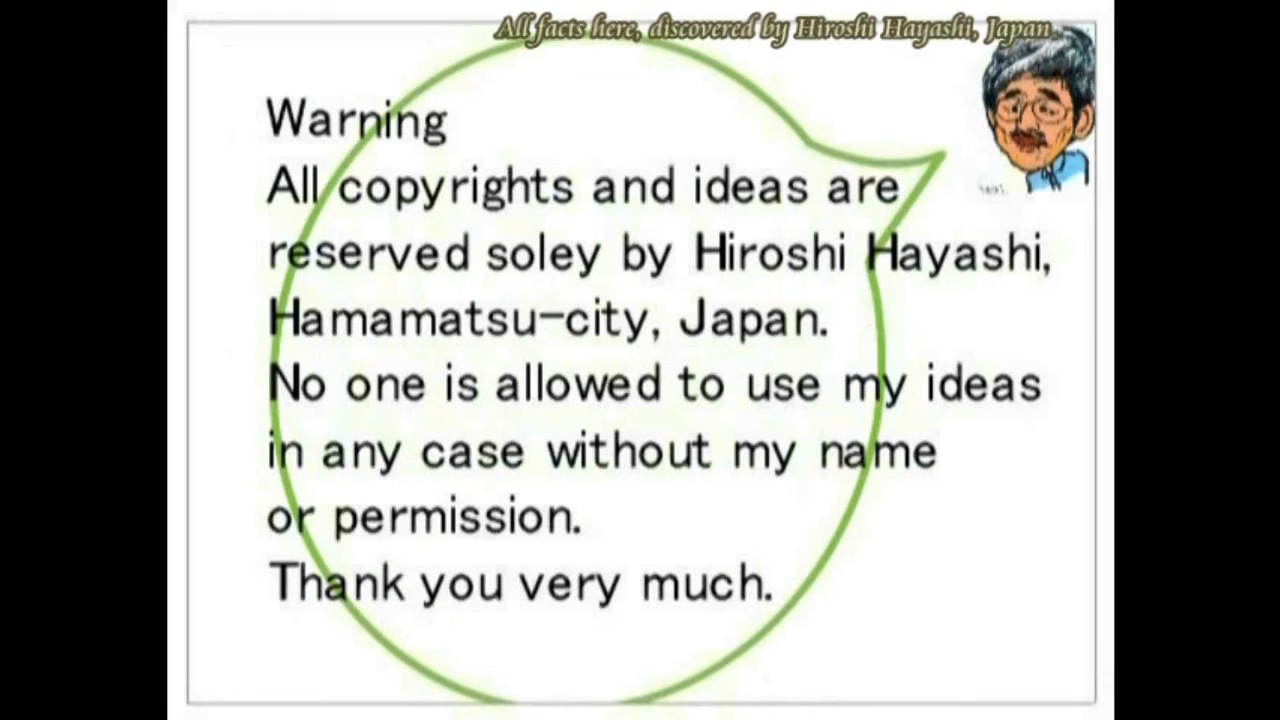 All facts here, discovered by Hiroshi Hayashi, Japan
Warning
All copyrights and ideas are
reserved soley by Hiroshi Hayashi,
Hamamatsu-city, Japan.
No one is allowed to use my ideas
in any case without my name
or permission.
Thank you very much.